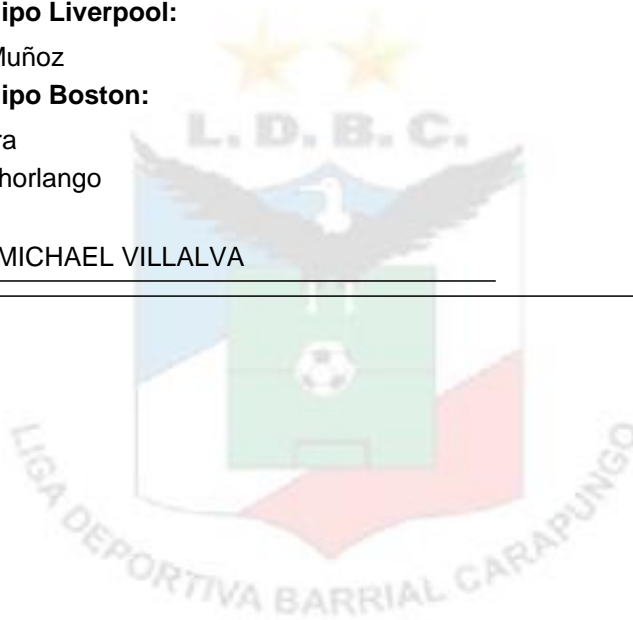 ipo Liverpool:
Muñoz
ipo Boston:
L. D. B. C.
ra
horlango
MICHAEL VILLALVA
LIGA DEPORTIVA BARRIAL CARAPUNGO